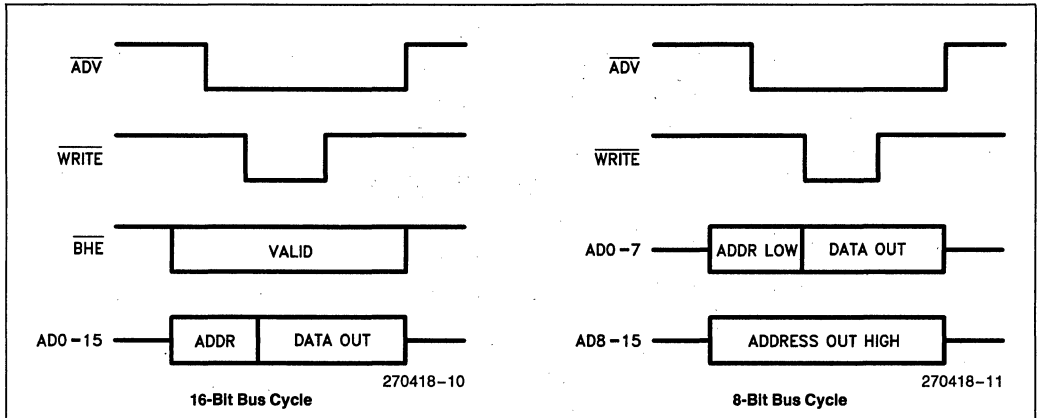 ADV
WRITE
BHE
VALID
AD0-15
ADDR
DATA OUT
270418-10
16-Bit Bus Cycle
ADV
WRITE
AD0-7
ADDR LOW
DATA OUT
AD8-15
ADDRESS OUT HIGH
270418-11
8-Bit Bus Cycle